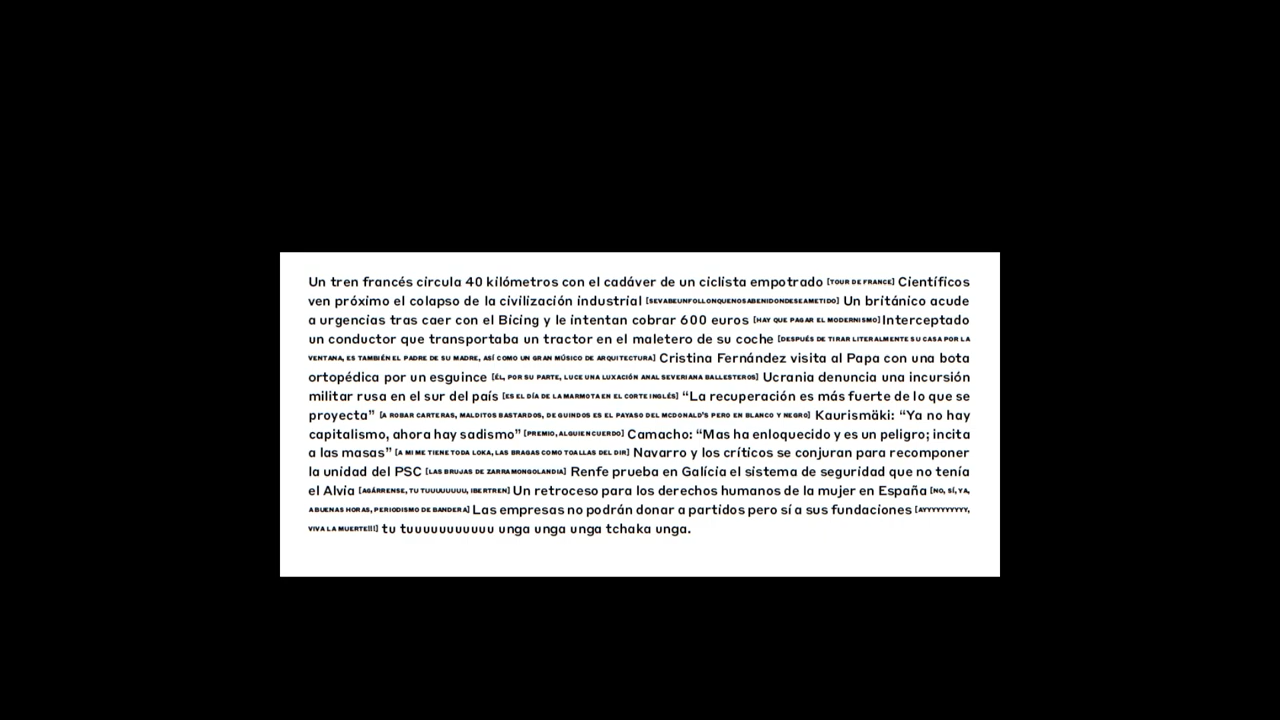 Un tren francés circula 40 kilómetros con el cadáver de un ciclista empotrado [TOUR DE FRANCE] Científicos
ven próximo el colapso de la civilización industrial [SEVABEUNFOLLONQUENOSABENIDONDESEAMETIDO] Un británico acude
a urgencias tras caer con el Bicing y le intentan cobrar 600 euros [HAY QUE PAGAR EL MODERNISMO] Interceptado
un conductor que transportaba un tractor en el maletero de su coche [DESPUÉS DE TIRAR LITERALMENTE SU CASA POR LA
VENTANA, ES TAMBIÉN EL PADRE DE SU MADRE, ASÍ COMO UN GRAN MÚSICO DE ARQUITECTURA] Cristina Fernández visita al Papa con una bota
ortopédica por un esguince [ÉL, POR SU PARTE, LUCE UNA LUXACIÓN ANAL SEVERIANA BALLESTEROS] Ucrania denuncia una incursión
militar rusa en el sur del país [ES EL DÍA DE LA MARMOTA EN EL CORTE INGLÉS] “La recuperación es más fuerte de lo que se
proyecta” [A ROBAR CARTERAS, MALDITOS BASTARDOS, DE GUINDOS ES EL PAYASO DEL MCDONALD'S PERO EN BLANCO Y NEGRO] Kaurismäki: “Ya no hay
capitalismo, ahora hay sadismo” [PREMIO, ALGUIEN CUERDO] Camacho: “Mas ha enloquecido y es un peligro; incita
a las masas” [A MI ME TIENE TODA LOKA, LAS BRAGAS COMO TOALLAS DEL DIR] Navarro y los críticos se conjuran para recomponer
la unidad del PSC [LAS BRUJAS DE ZARRAMONGOLANDIA] Renfe prueba en Galícia el sistema de seguridad que no tenía
el Alvia [AGÁRRENSE, TU TUUUUUUUU, IBERTREN] Un retroceso para los derechos humanos de la mujer en España [NO, SÍ, YA,
A BUENAS HORAS, PERIODISMO DE BANDERA] Las empresas no podrán donar a partidos pero sí a sus fundaciones [AYYYYYYYYYY,
VIVA LA MUERTE!!!] tu tuuuuuuuuuuu unga unga unga tchaka unga.